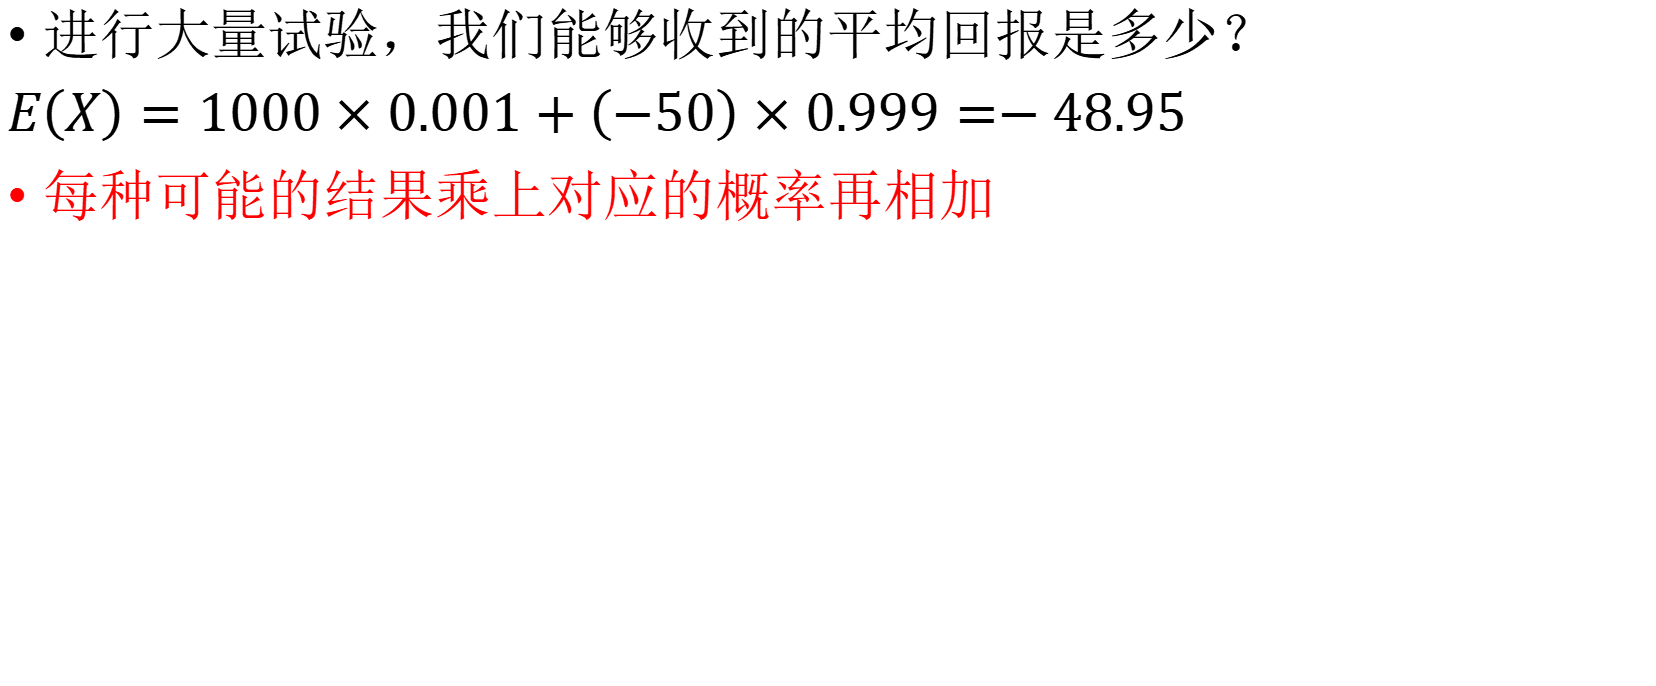 • 进行大量试验，我们能够收到的平均回报是多少？
E(X) = 1000 × 0.001 + (−50) × 0.999 =− 48.95
• 每种可能的结果乘上对应的概率再相加